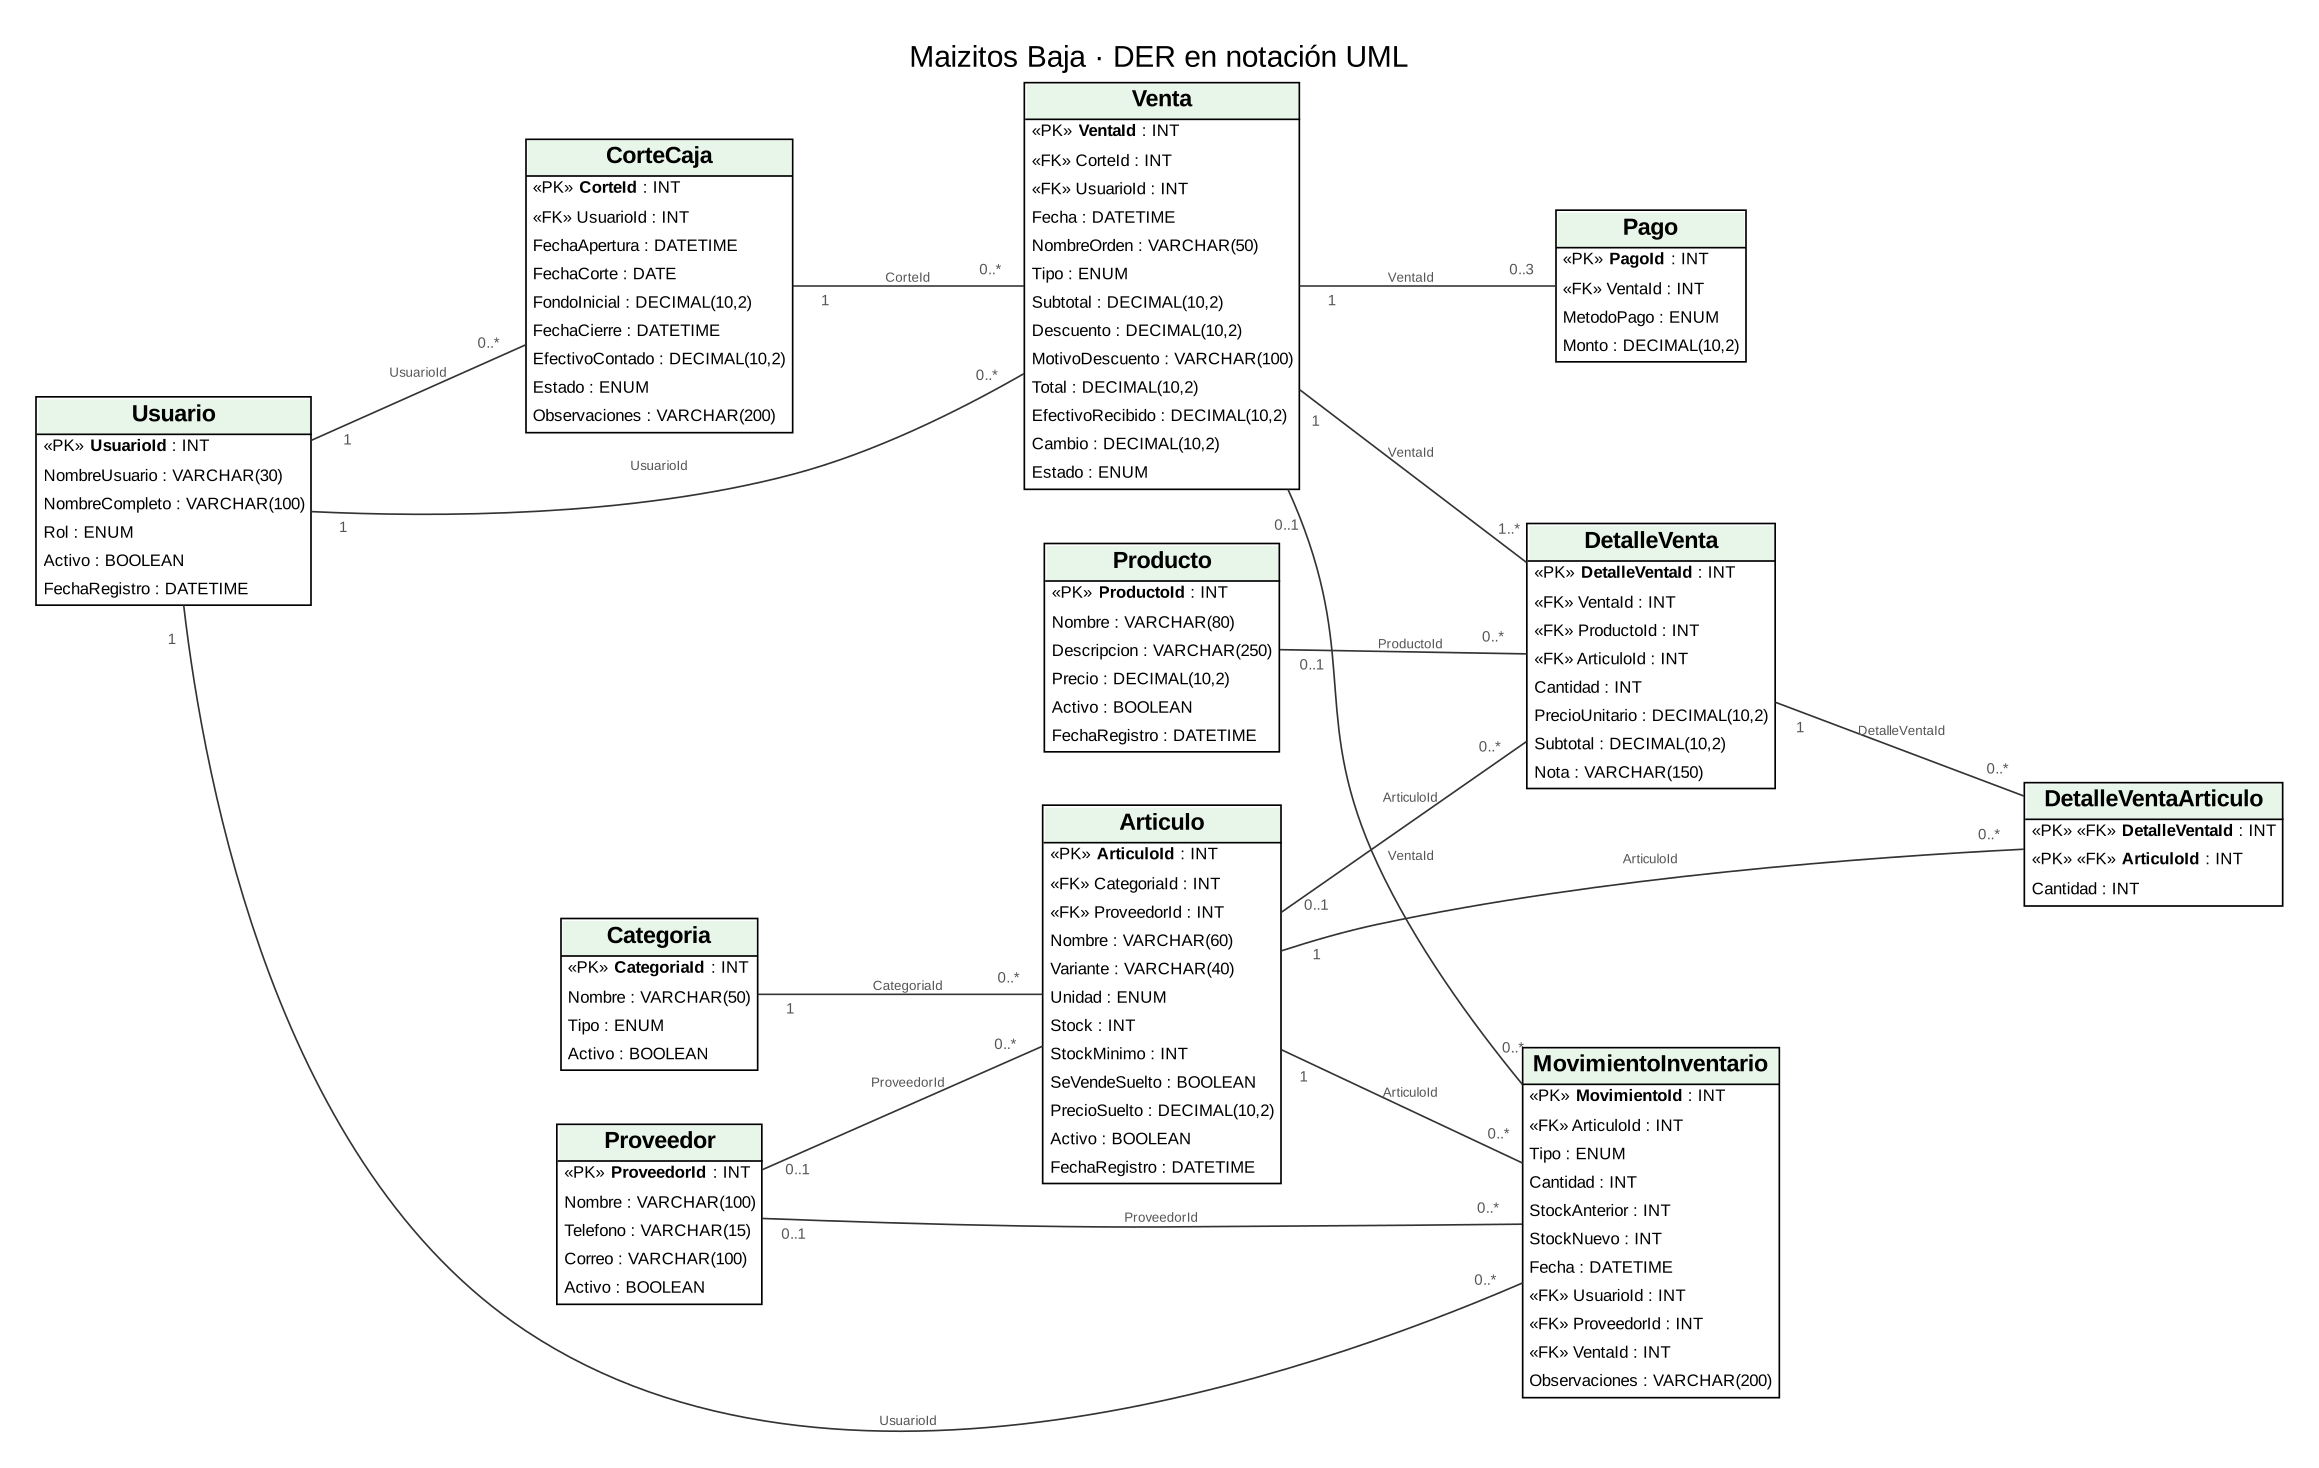 Maizitos Baja · DER en notación UML
Venta
«PK» VentaId : INT
«FK» CorteId : INT
«FK» UsuarioId : INT
Fecha : DATETIME
NombreOrden : VARCHAR(50)
Tipo : ENUM
Subtotal : DECIMAL(10,2)
Descuento : DECIMAL(10,2)
MotivoDescuento : VARCHAR(100)
Total : DECIMAL(10,2)
EfectivoRecibido : DECIMAL(10,2)
Cambio : DECIMAL(10,2)
Estado : ENUM
CorteCaja
«PK» CorteId : INT
«FK» UsuarioId : INT
FechaApertura : DATETIME
FechaCorte : DATE
FondoInicial : DECIMAL(10,2)
FechaCierre : DATETIME
EfectivoContado : DECIMAL(10,2)
Estado : ENUM
Observaciones : VARCHAR(200)
Pago
«PK» PagoId : INT
«FK» VentaId : INT
MetodoPago : ENUM
Monto : DECIMAL(10,2)
Usuario
«PK» UsuarioId : INT
NombreUsuario : VARCHAR(30)
NombreCompleto : VARCHAR(100)
Rol : ENUM
Activo : BOOLEAN
FechaRegistro : DATETIME
Producto
«PK» ProductoId : INT
Nombre : VARCHAR(80)
Descripcion : VARCHAR(250)
Precio : DECIMAL(10,2)
Activo : BOOLEAN
FechaRegistro : DATETIME
DetalleVenta
«PK» DetalleVentaId : INT
«FK» VentaId : INT
«FK» ProductoId : INT
«FK» ArticuloId : INT
Cantidad : INT
PrecioUnitario : DECIMAL(10,2)
Subtotal : DECIMAL(10,2)
Nota : VARCHAR(150)
DetalleVentaArticulo
«PK» «FK» DetalleVentaId : INT
«PK» «FK» ArticuloId : INT
Cantidad : INT
Articulo
«PK» ArticuloId : INT
«FK» CategoriaId : INT
«FK» ProveedorId : INT
Nombre : VARCHAR(60)
Variante : VARCHAR(40)
Unidad : ENUM
Stock : INT
StockMinimo : INT
SeVendeSuelto : BOOLEAN
PrecioSuelto : DECIMAL(10,2)
Activo : BOOLEAN
FechaRegistro : DATETIME
Categoria
«PK» CategoriaId : INT
Nombre : VARCHAR(50)
Tipo : ENUM
Activo : BOOLEAN
Proveedor
«PK» ProveedorId : INT
Nombre : VARCHAR(100)
Telefono : VARCHAR(15)
Correo : VARCHAR(100)
Activo : BOOLEAN
MovimientoInventario
«PK» MovimientoId : INT
«FK» ArticuloId : INT
Tipo : ENUM
Cantidad : INT
StockAnterior : INT
StockNuevo : INT
Fecha : DATETIME
«FK» UsuarioId : INT
«FK» ProveedorId : INT
«FK» VentaId : INT
Observaciones : VARCHAR(200)
1
UsuarioId
0..*
1
CorteId
0..*
1
UsuarioId
0..*
1
VentaId
0..3
1
VentaId
1..*
0..1
VentaId
0..*
0..1
ProductoId
0..*
0..1
ArticuloId
0..*
1
DetalleVentaId
0..*
1
ArticuloId
0..*
1
CategoriaId
0..*
0..1
ProveedorId
0..*
1
ArticuloId
0..*
0..1
ProveedorId
0..*
1
UsuarioId
0..*